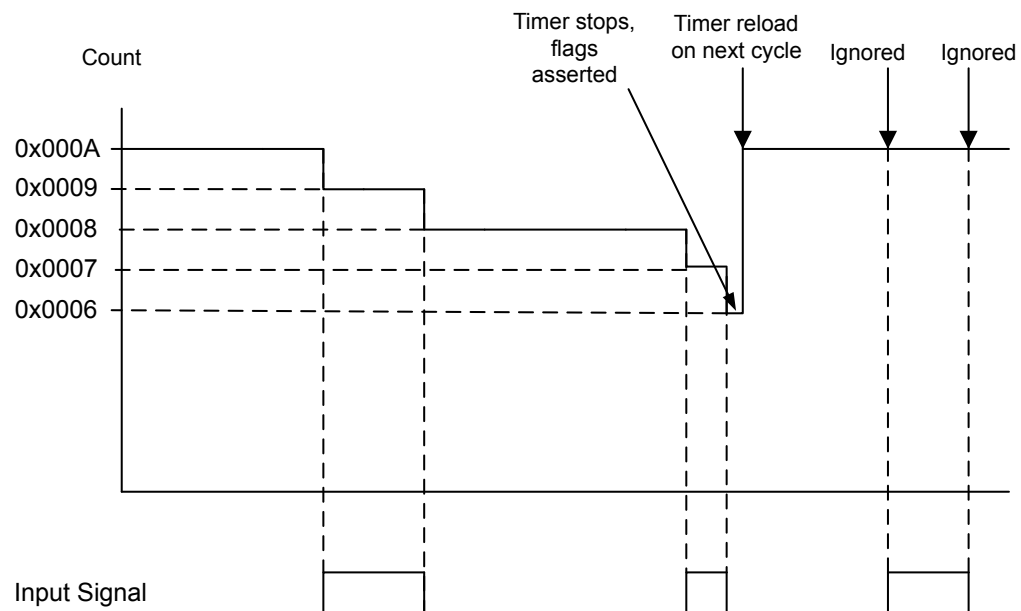 Timer stops,
flags
asserted
Timer reload
on next cycle
Ignored
Ignored
Count
0x000A
0x0009
0x0008
0x0007
0x0006
Input Signal